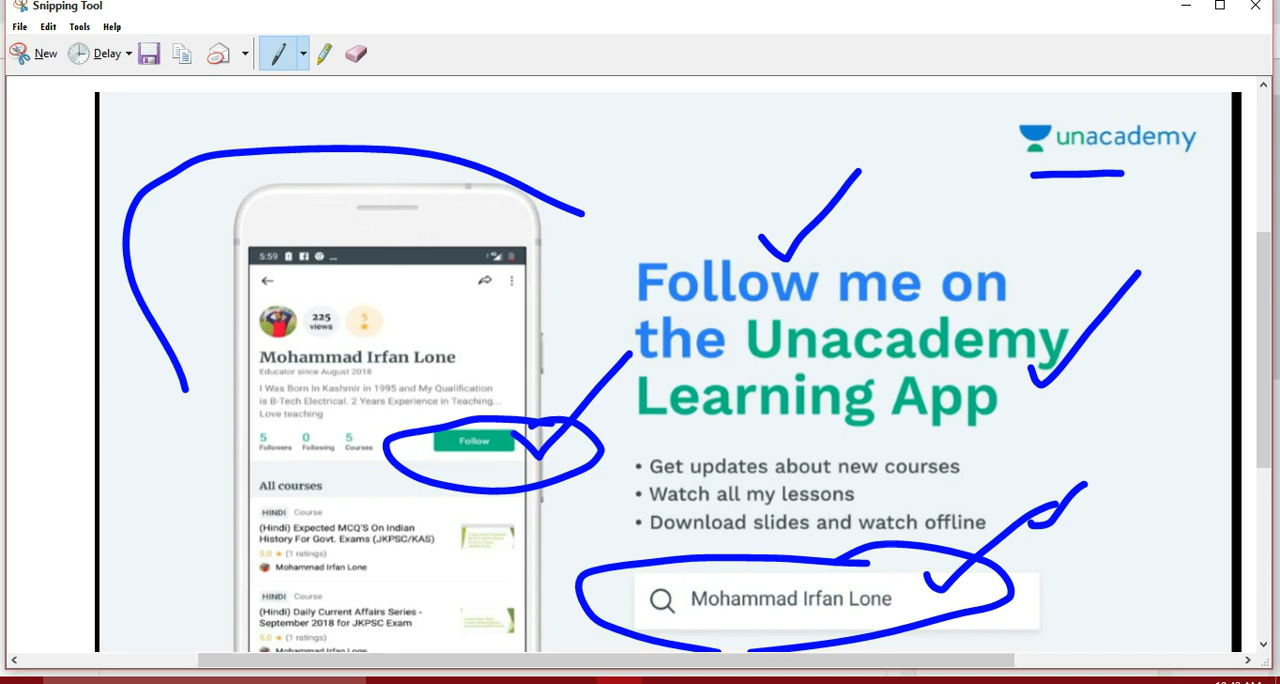 Snipping Tool
File Edit Tools Help
New Delay
unacademy
5:59
225
views
5
Mohammad Irfan Lone
Educator since August 2018
I Was Born In Kashmir in 1995 and My Qualification
is B-Tech Electrical. 2 Years Experience in Teaching...
Love teaching
5 0 5
Followers Following Courses
Follow
All courses
HINDI Course
(Hindi) Expected MCQ'S On Indian
History For Govt. Exams (JKPSC/KAS)
5.0 ★ (1 ratings)
Mohammad Irfan Lone
HINDI Course
(Hindi) Daily Current Affairs Series -
September 2018 for JKPSC Exam
5.0 ★ (1 ratings)
Mohammad Irfan Lone
Follow me on
the Unacademy
Learning App
• Get updates about new courses
• Watch all my lessons
• Download slides and watch offline
Mohammad Irfan Lone